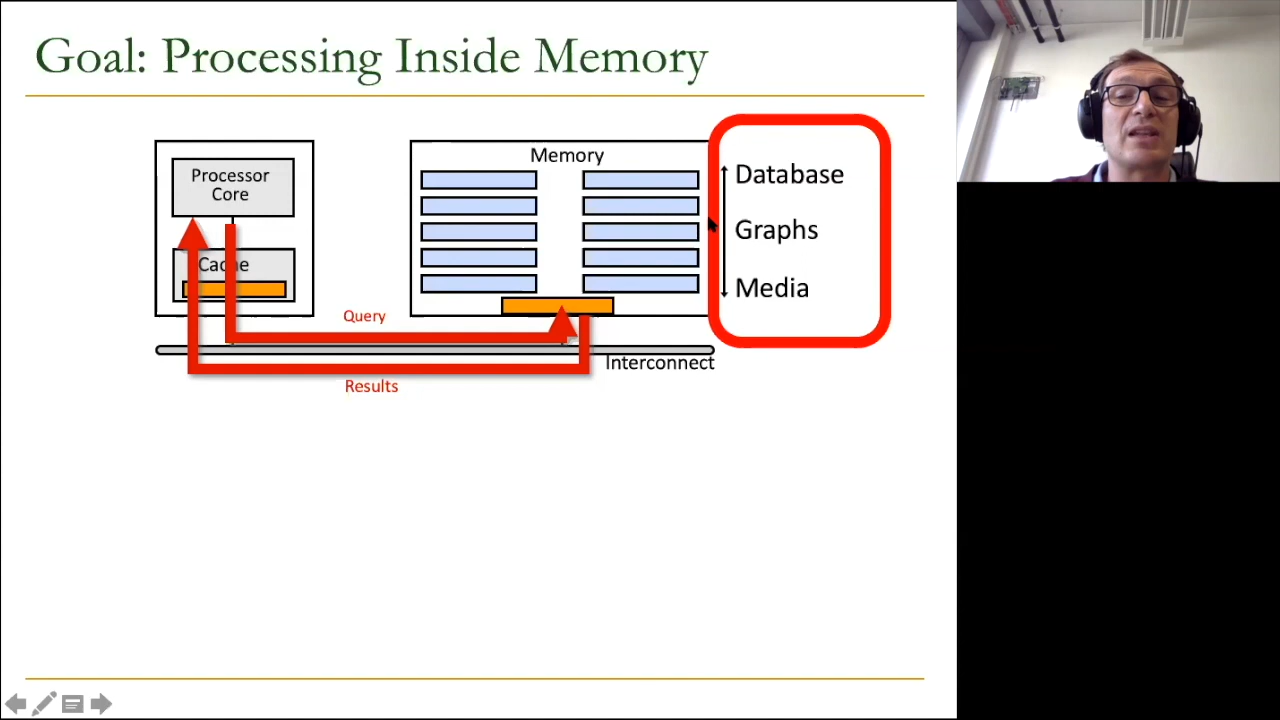 Goal: Processing Inside Memory
Processor
Core
Cache
Memory
Database
Graphs
Media
Query
Interconnect
Results